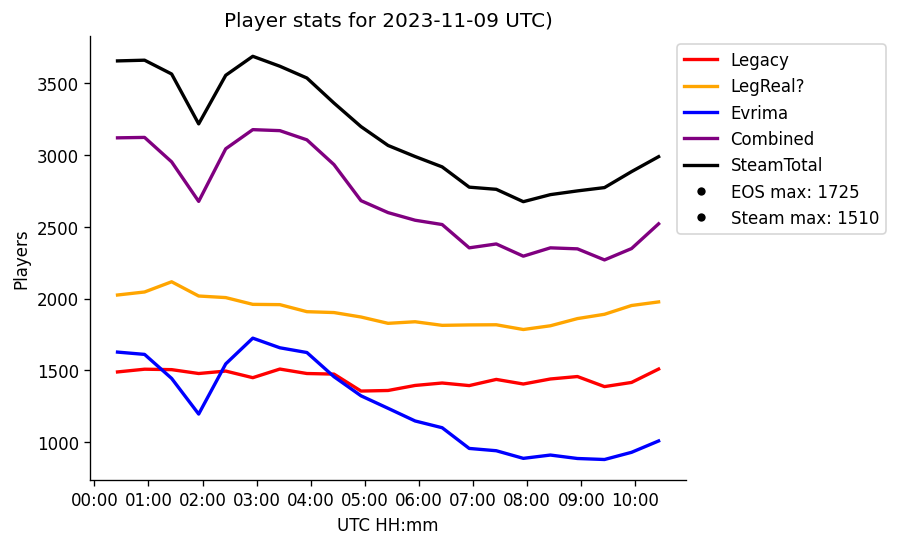 Player stats for 2023-11-09 UTC)
Legacy
LegReal?
Evrima
Combined
SteamTotal
EOS max: 1725
Steam max: 1510
Players
3500
3000
2500
2000
1500
1000
00:00 01:00 02:00 03:00 04:00 05:00 06:00 07:00 08:00 09:00 10:00
UTC HH:mm